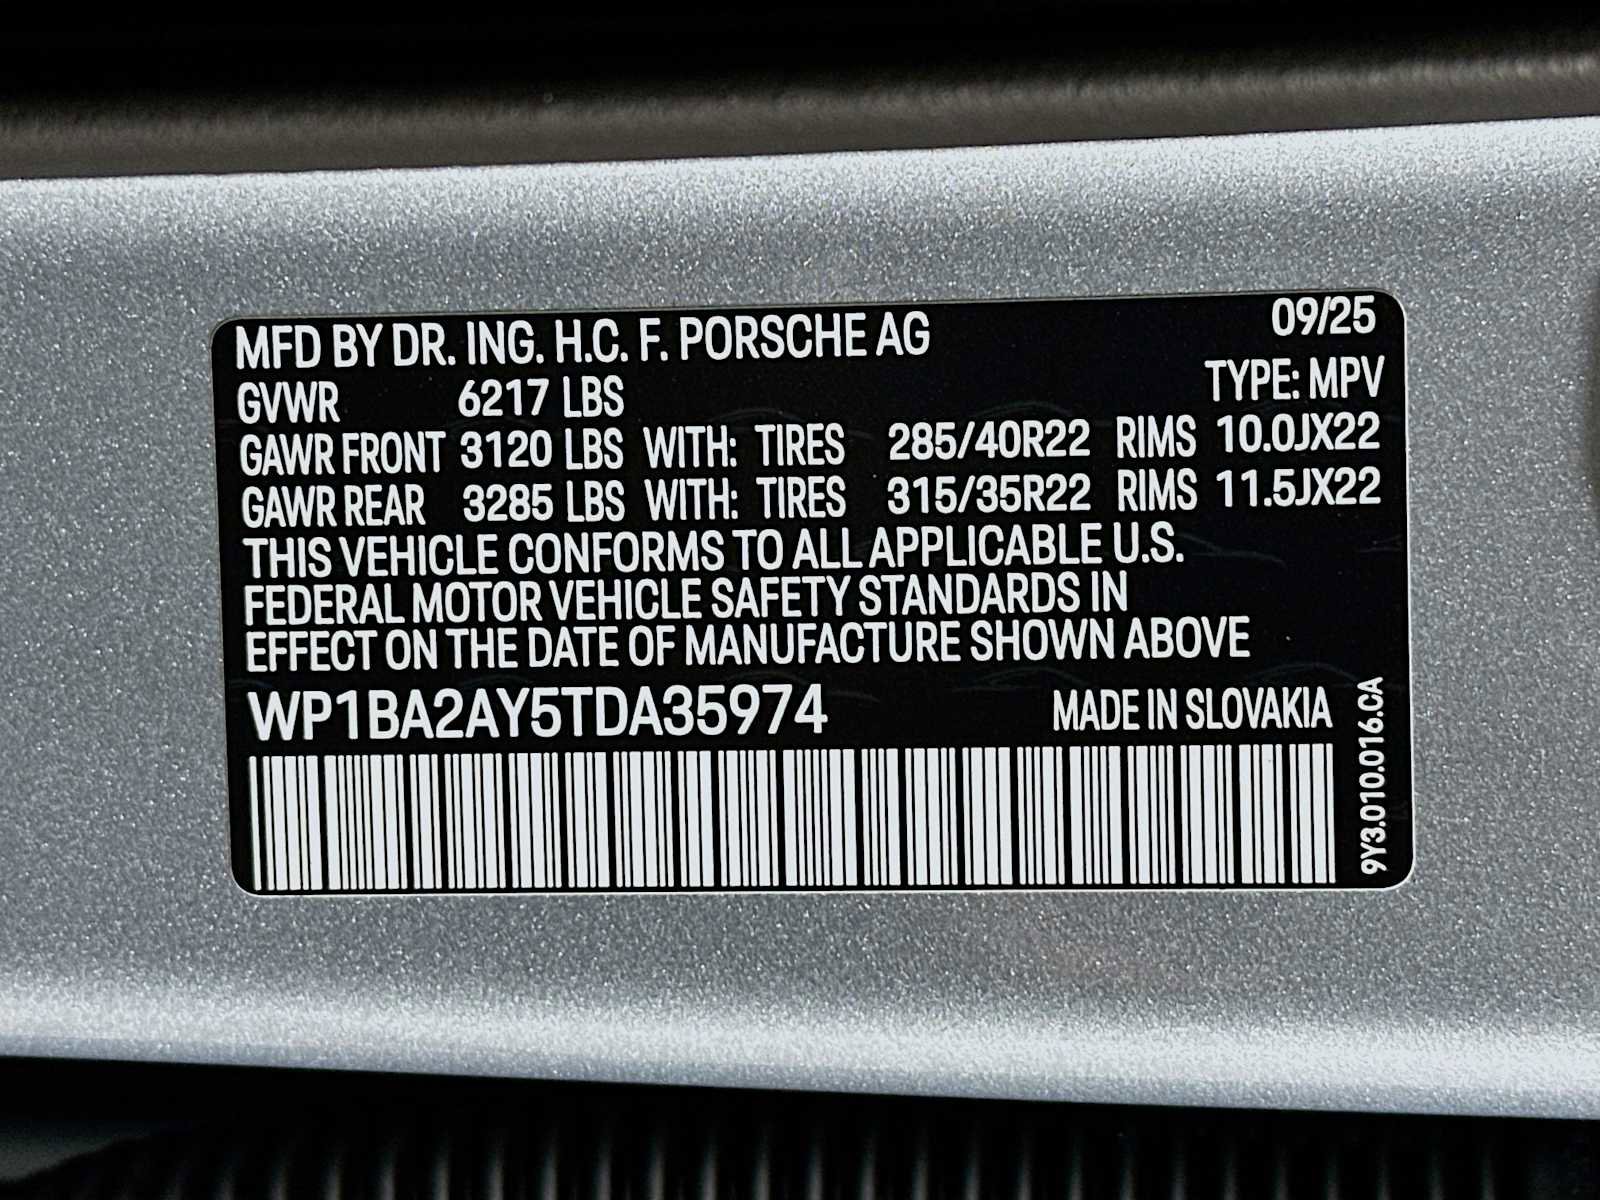 MFD BY DR. ING. H.C. F. PORSCHE AG 09/25
GVWR 6217 LBS TYPE: MPV
GAWR FRONT 3120 LBS WITH: TIRES 285/40R22 RIMS 10.0JX22
GAWR REAR 3285 LBS WITH: TIRES 315/35R22 RIMS 11.5JX22
THIS VEHICLE CONFORMS TO ALL APPLICABLE U.S.
FEDERAL MOTOR VEHICLE SAFETY STANDARDS IN
EFFECT ON THE DATE OF MANUFACTURE SHOWN ABOVE
WP1BA2AY5TDA35974 MADE IN SLOVAKIA
9Y3.010.016.CA